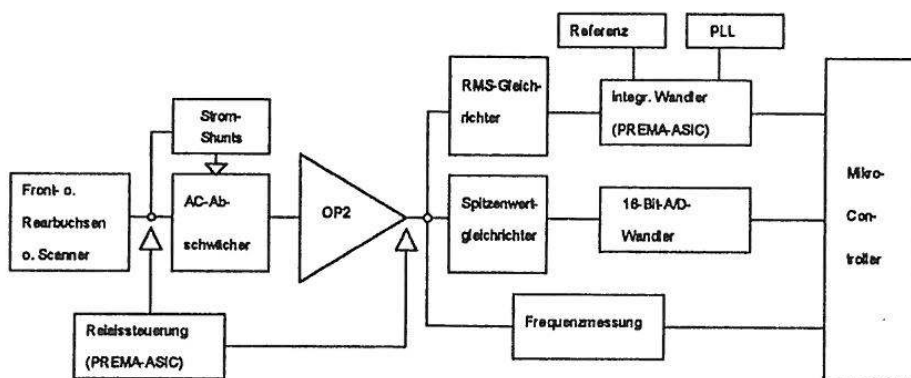 Referenz
PLL
RMS-Gleich-
richter
integr. Wandler
(PREMA-ASIC)
Strom-
Shunts
Front- o.
Rearbuchsen
o. Scanner
AC-Ab-
schwächer
OP2
Spitzenwert-
gleichrichter
16-Bit-A/D-
Wandler
Mikro-
Con-
troller
Relaissteuerung
(PREMA-ASIC)
Frequenzmessung